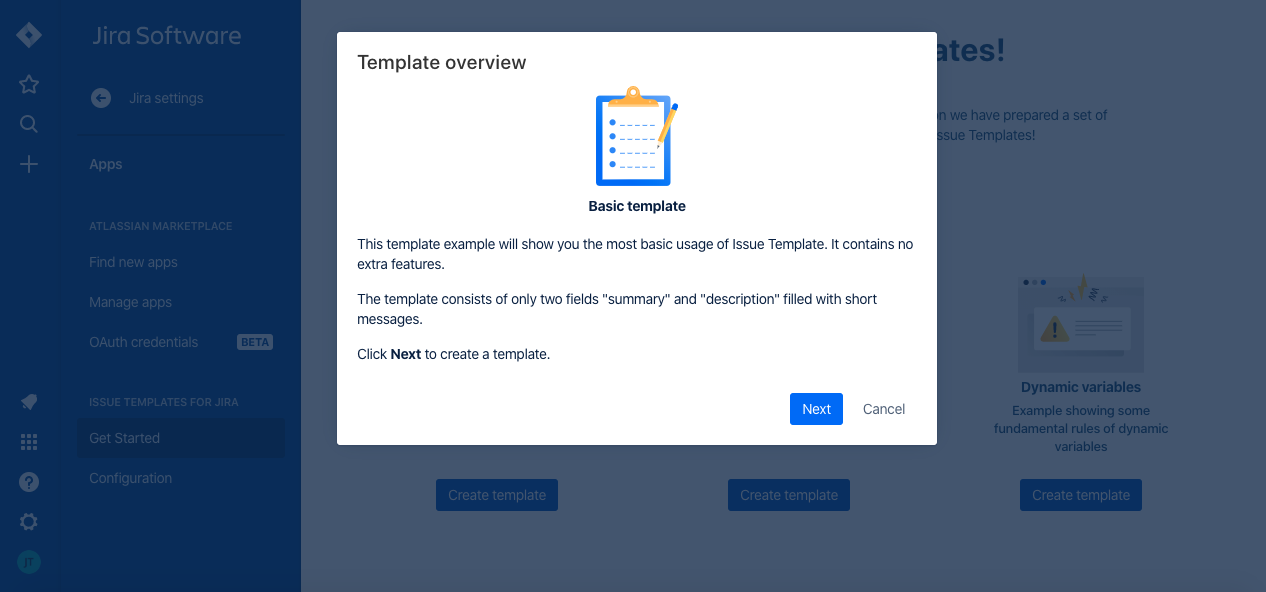 Jira Software
Jira settings
Apps
ATLASSIAN MARKETPLACE
Find new apps
Manage apps
OAuth credentials BETA
ISSUE TEMPLATES FOR JIRA
Get Started
Configuration
JT
Template overview
Basic template
This template example will show you the most basic usage of Issue Template. It contains no
extra features.
The template consists of only two fields "summary" and "description" filled with short
messages.
Click Next to create a template.
Next Cancel
ates!
we have prepared a set of
Issue Templates!
Dynamic variables
Example showing some
fundamental rules of dynamic
variables
Create template Create template Create template